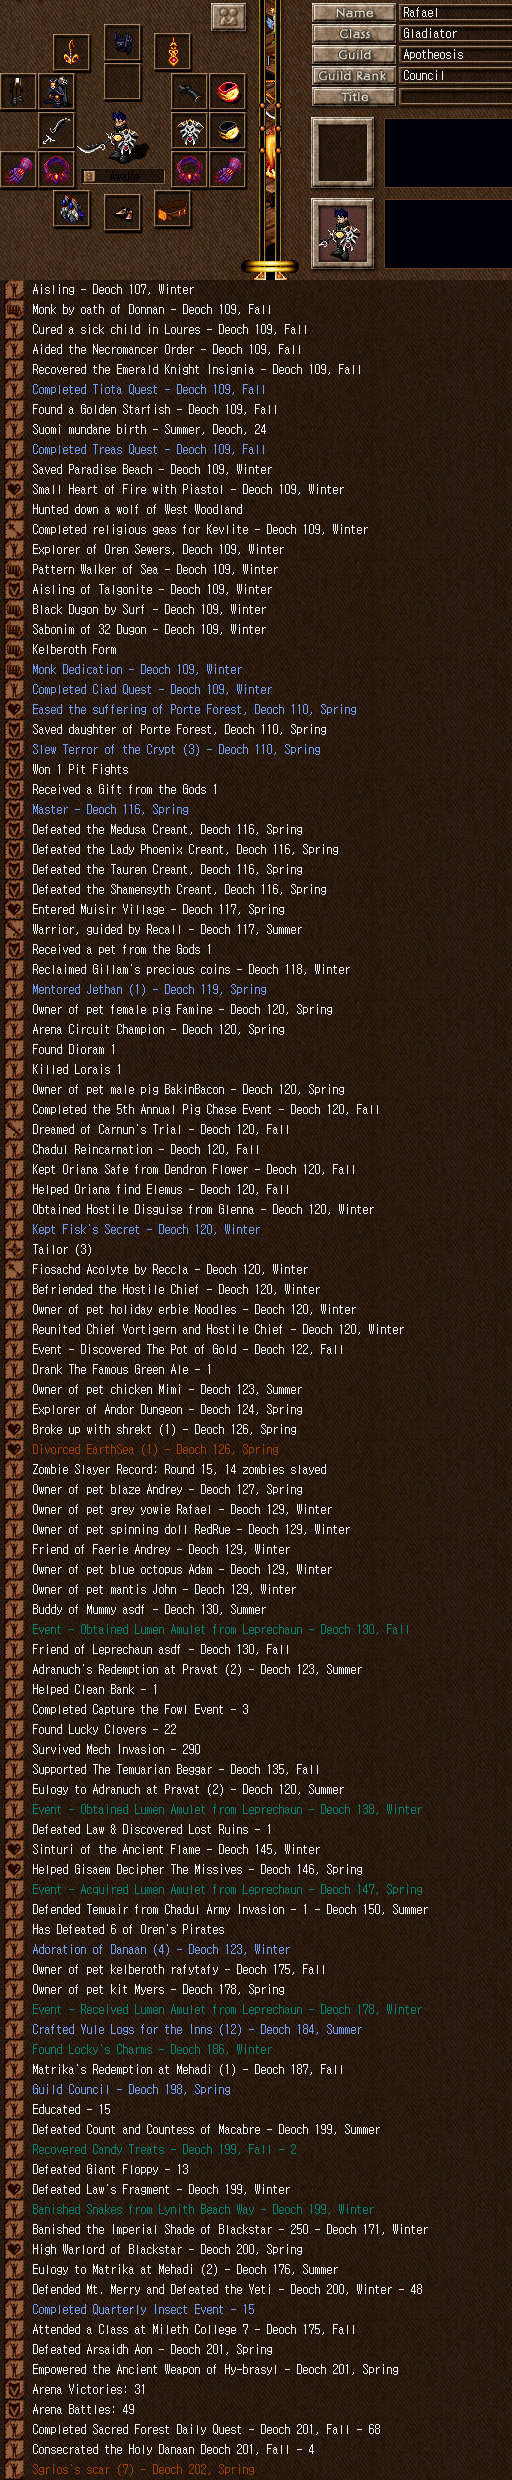 Name Rafael
Class Gladiator
Guild Apotheosis
Guild Rank Council
Title
Awake
Aisling - Deoch 107, Winter
Monk by oath of Donnan - Deoch 109, Fall
Cured a sick child in Loures - Deoch 109, Fall
Aided the Necromancer Order - Deoch 109, Fall
Recovered the Emerald Knight Insignia - Deoch 109, Fall
Completed Tiota Quest - Deoch 109, Fall
Found a Golden Starfish - Deoch 109, Fall
Suomi mundane birth - Summer, Deoch, 24
Completed Treas Quest - Deoch 109, Fall
Saved Paradise Beach - Deoch 109, Winter
Small Heart of Fire with Piastol - Deoch 109, Winter
Hunted down a wolf of West Woodland
Completed religious geas for Kevlite - Deoch 109, Winter
Explorer of Oren Sewers, Deoch 109, Winter
Pattern Walker of Sea - Deoch 109, Winter
Aisling of Talgonite - Deoch 109, Winter
Black Dugon by Surf - Deoch 109, Winter
Sabonim of 32 Dugon - Deoch 109, Winter
Kelberoth Form
Monk Dedication - Deoch 109, Winter
Completed Ciad Quest - Deoch 109, Winter
Eased the suffering of Porte Forest, Deoch 110, Spring
Saved daughter of Porte Forest, Deoch 110, Spring
Slew Terror of the Crypt (3) - Deoch 110, Spring
Won 1 Pit Fights
Received a Gift from the Gods 1
Master - Deoch 116, Spring
Defeated the Medusa Creant, Deoch 116, Spring
Defeated the Lady Phoenix Creant, Deoch 116, Spring
Defeated the Tauren Creant, Deoch 116, Spring
Defeated the Shamensyth Creant, Deoch 116, Spring
Entered Muisir Village - Deoch 117, Spring
Warrior, guided by Recall - Deoch 117, Summer
Received a pet from the Gods 1
Reclaimed Gillam's precious coins - Deoch 118, Winter
Mentored Jethan (1) - Deoch 119, Spring
Owner of pet female pig Famine - Deoch 120, Spring
Arena Circuit Champion - Deoch 120, Spring
Found Dioram 1
Killed Lorais 1
Owner of pet male pig BakinBacon - Deoch 120, Spring
Completed the 5th Annual Pig Chase Event - Deoch 120, Fall
Dreamed of Carnun's Trial - Deoch 120, Fall
Chadul Reincarnation - Deoch 120, Fall
Kept Oriana Safe from Dendron Flower - Deoch 120, Fall
Helped Oriana find Elemus - Deoch 120, Fall
Obtained Hostile Disguise from Glenna - Deoch 120, Winter
Kept Fisk's Secret - Deoch 120, Winter
Tailor (3)
Fiosachd Acolyte by Reccla - Deoch 120, Winter
Befriended the Hostile Chief - Deoch 120, Winter
Owner of pet holiday erbie Noodles - Deoch 120, Winter
Reunited Chief Vortigern and Hostile Chief - Deoch 120, Winter
Event - Discovered The Pot of Gold - Deoch 122, Fall
Drank The Famous Green Ale - 1
Owner of pet chicken Mimi - Deoch 123, Summer
Explorer of Andor Dungeon - Deoch 124, Spring
Broke up with shrekt (1) - Deoch 126, Spring
Divorced EarthSea (1) - Deoch 126, Spring
Zombie Slayer Record: Round 15, 14 zombies slayed
Owner of pet blaze Andrey - Deoch 127, Spring
Owner of pet grey yowie Rafael - Deoch 129, Winter
Owner of pet spinning doll RedRue - Deoch 129, Winter
Friend of Faerie Andrey - Deoch 129, Winter
Owner of pet blue octopus Adam - Deoch 129, Winter
Owner of pet mantis John - Deoch 129, Winter
Buddy of Mummy asdf - Deoch 130, Summer
Event - Obtained Lumen Amulet from Leprechaun - Deoch 130, Fall
Friend of Leprechaun asdf - Deoch 130, Fall
Adranuch's Redemption at Pravat (2) - Deoch 123, Summer
Helped Clean Bank - 1
Completed Capture the Fowl Event - 3
Found Lucky Clovers - 22
Survived Mech Invasion - 290
Supported The Temuarian Beggar - Deoch 135, Fall
Eulogy to Adranuch at Pravat (2) - Deoch 120, Summer
Event - Obtained Lumen Amulet from Leprechaun - Deoch 138, Winter
Defeated Law & Discovered Lost Ruins - 1
Sinturi of the Ancient Flame - Deoch 145, Winter
Helped Gisaem Decipher The Missives - Deoch 146, Spring
Event - Acquired Lumen Amulet from Leprechaun - Deoch 147, Spring
Defended Temuair from Chadul Army Invasion - 1 - Deoch 150, Summer
Has Defeated 6 of Oren's Pirates
Adoration of Danaan (4) - Deoch 123, Winter
Owner of pet kelberoth rafytafy - Deoch 175, Fall
Owner of pet kit Myers - Deoch 178, Spring
Event - Received Lumen Amulet from Leprechaun - Deoch 178, Winter
Crafted Yule Logs for the Inns (12) - Deoch 184, Summer
Found Locky's Charms - Deoch 186, Winter
Matrika's Redemption at Mehadi (1) - Deoch 187, Fall
Guild Council - Deoch 198, Spring
Educated - 15
Defeated Count and Countess of Macabre - Deoch 199, Summer
Recovered Candy Treats - Deoch 199, Fall - 2
Defeated Giant Floppy - 13
Defeated Law's Fragment - Deoch 199, Winter
Banished Snakes from Lynith Beach Way - Deoch 199, Winter
Banished the Imperial Shade of Blackstar - 250 - Deoch 171, Winter
High Warlord of Blackstar - Deoch 200, Spring
Eulogy to Matrika at Mehadi (2) - Deoch 176, Summer
Defended Mt. Merry and Defeated the Yeti - Deoch 200, Winter - 48
Completed Quarterly Insect Event - 15
Attended a Class at Mileth College 7 - Deoch 175, Fall
Defeated Arsaidh Aon - Deoch 201, Spring
Empowered the Ancient Weapon of Hy-brasyl - Deoch 201, Spring
Arena Victories: 31
Arena Battles: 49
Completed Sacred Forest Daily Quest - Deoch 201, Fall - 68
Consecrated the Holy Danaan Deoch 201, Fall - 4
Sgrios's scar (7) - Deoch 202, Spring